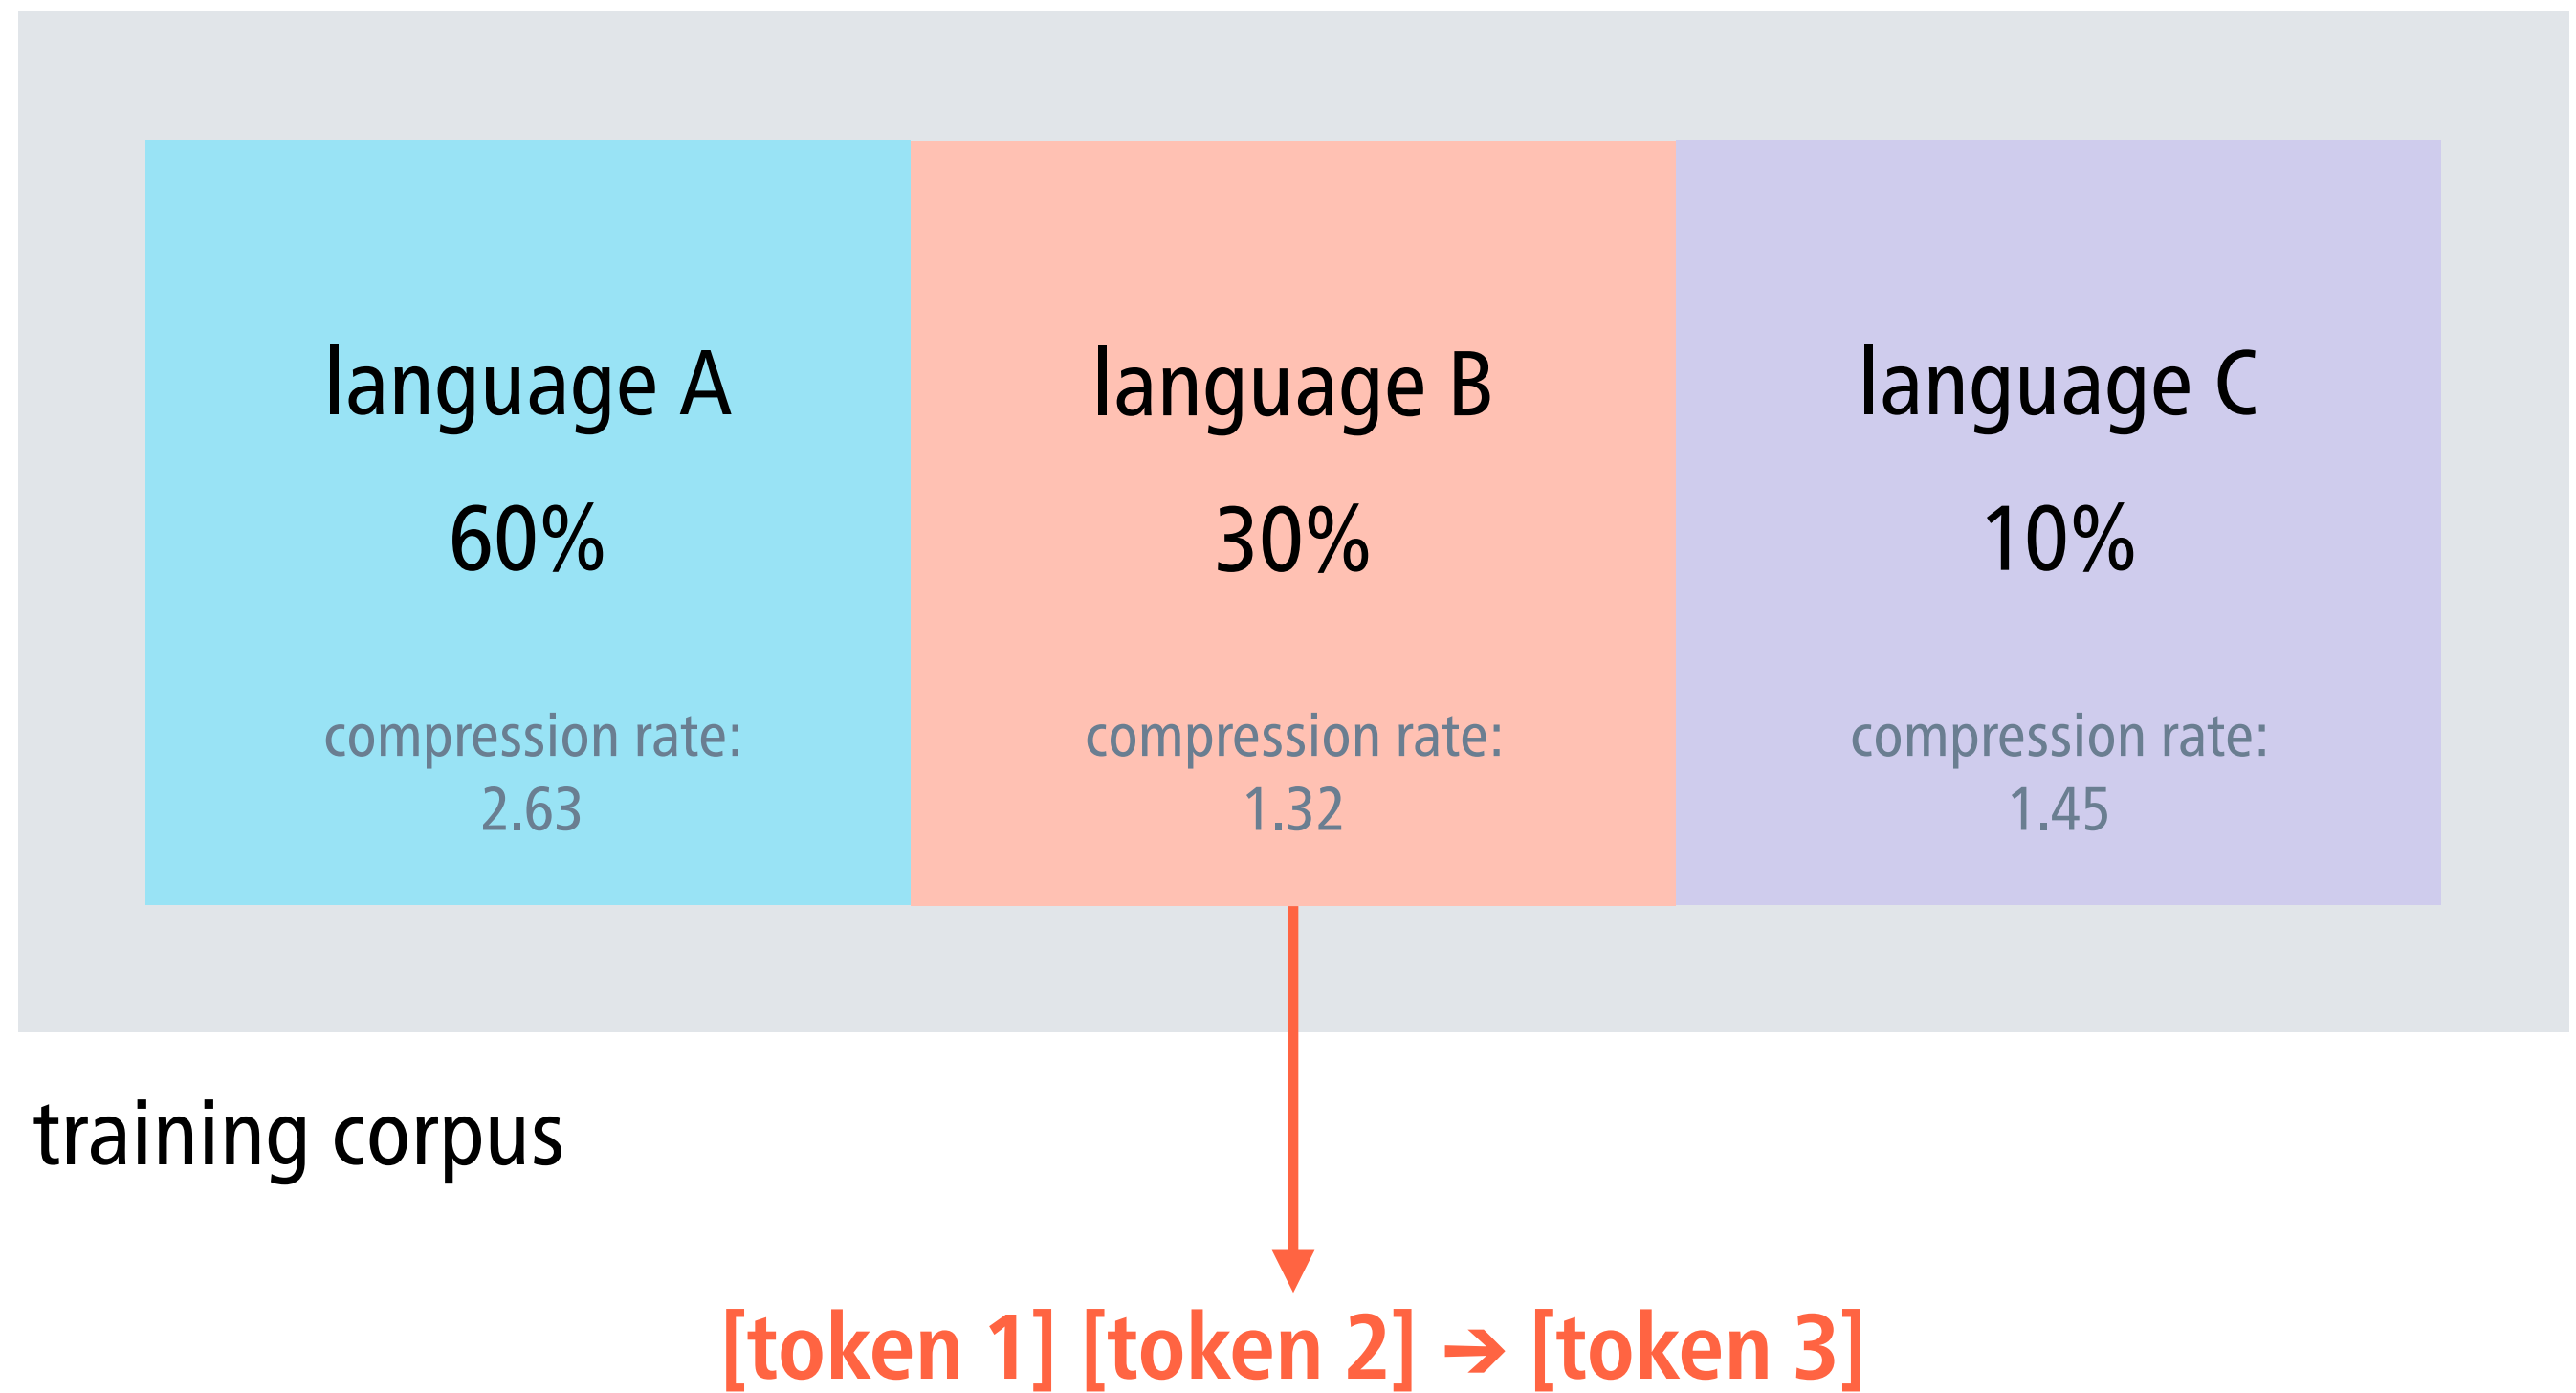 language A
60%
compression rate:
2.63
language B
30%
compression rate:
1.32
language C
10%
compression rate:
1.45
training corpus
[token 1] [token 2] ➔ [token 3]